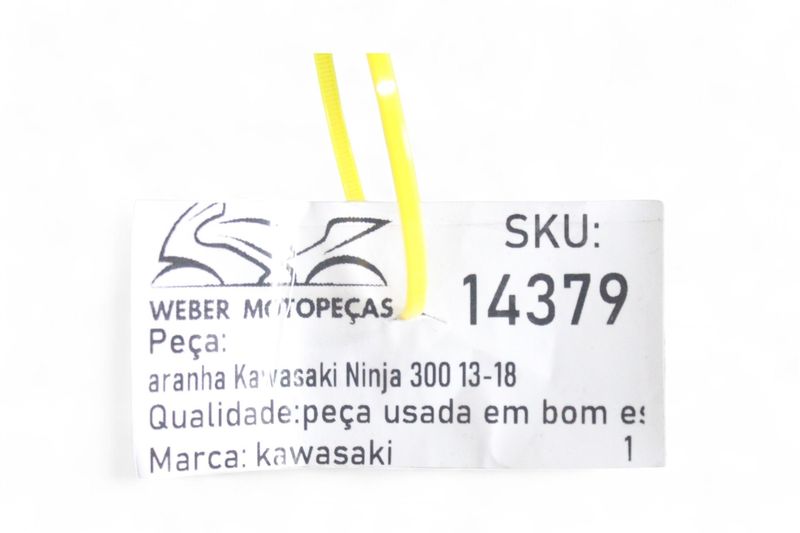 WEBER MOTOPEÇAS
SKU:
14379
Peça:
aranha Kawasaki Ninja 300 13-18
Qualidade:peça usada em bom
Marca: kawasaki
1